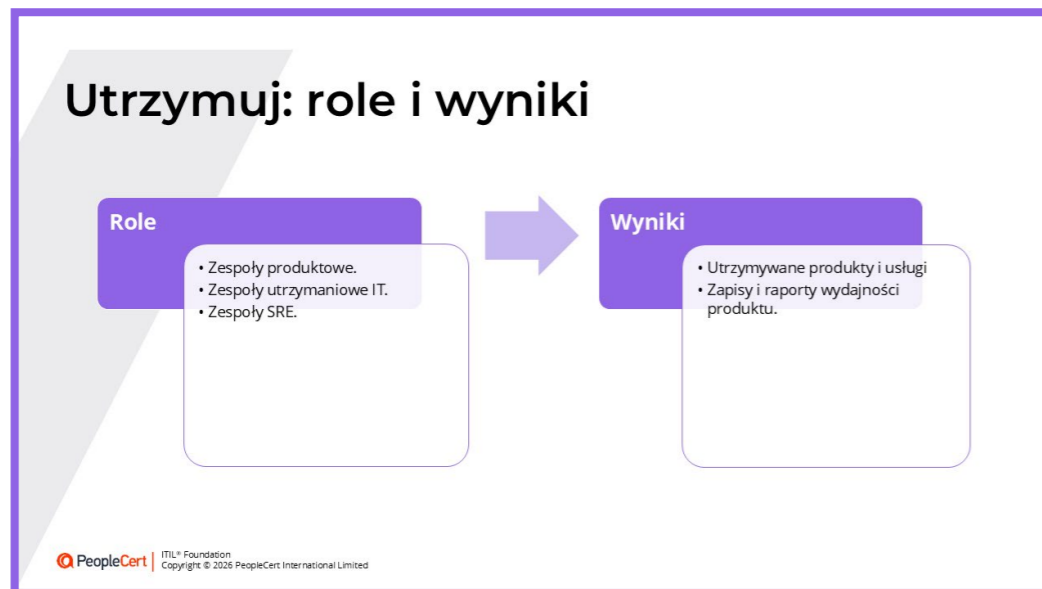 Utrzymuj: role i wyniki
Role
• Zespoły produktowe.
• Zespoły utrzymaniowe IT.
• Zespoły SRE.
Wyniki
• Utrzymywane produkty i usługi
• Zapisy i raporty wydajności
produktu.
PeopleCert
ITIL® Foundation
Copyright © 2026 PeopleCert International Limited